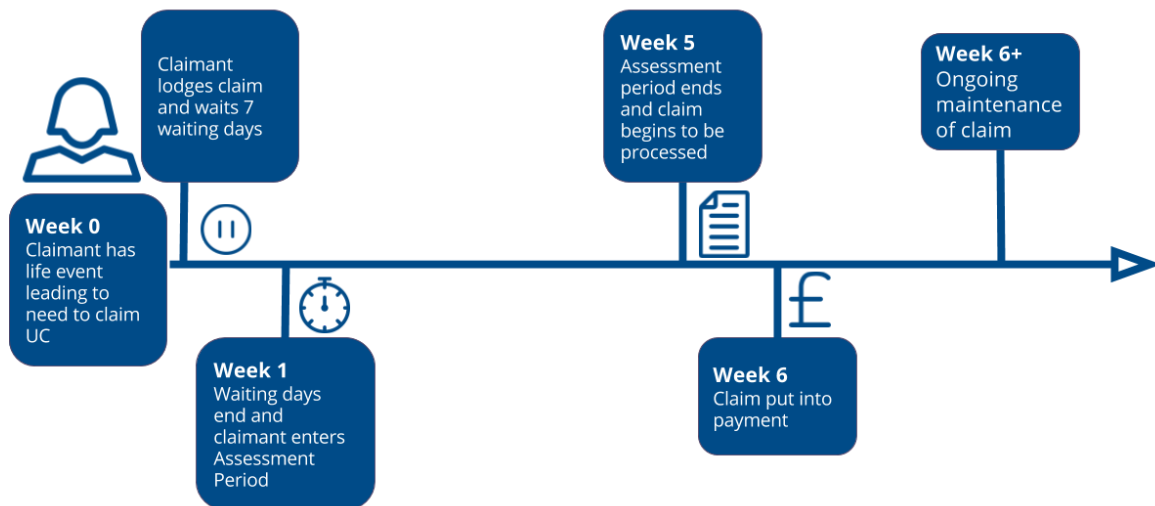 Week 0
Claimant has
life event
leading to
need to claim
UC
Claimant
lodges claim
and waits 7
waiting days
Week 1
Waiting days
end and
claimant enters
Assessment
Period
Week 5
Assessment
period ends
and claim
begins to be
processed
£
Week 6
Claim put into
payment
Week 6+
Ongoing
maintenance
of claim